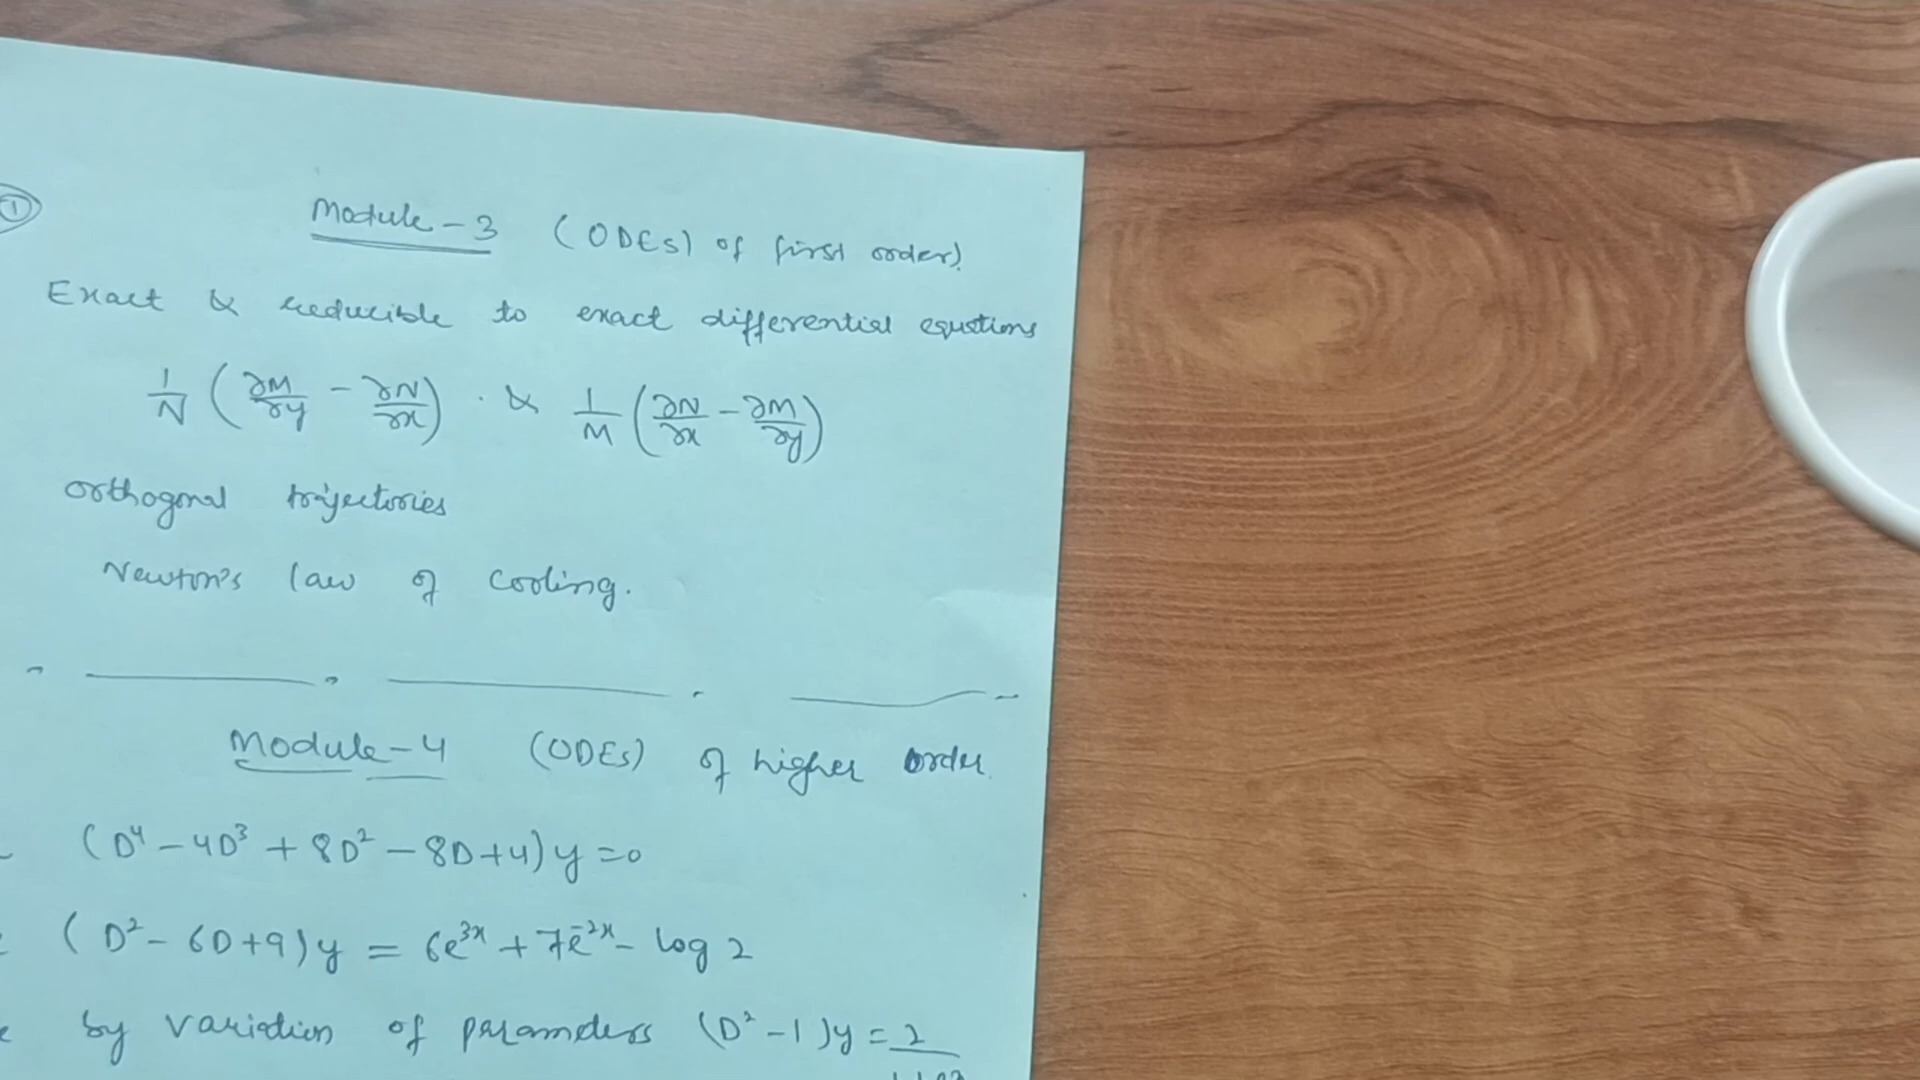 ①
Module-3 (ODEs) of first order).
Exact & reducible to exact differential equations
1/N (∂M/∂y - ∂N/∂x) . & 1/M (∂N/∂x - ∂M/∂y)
orthogonal trajectories
Newton's law of cooling.
Module-4 (ODEs) of higher order
(D⁴ - 4D³ + 8D² - 8D + 4) y = 0
(D² - 6D + 9) y = 6e³ˣ + 7e⁻²ˣ - log 2
by variation of parameters (D² - 1) y = 2